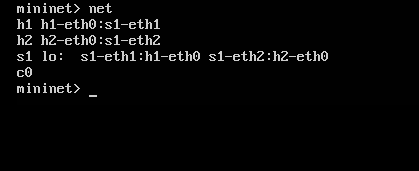 mininet> net
h1 h1-eth0:s1-eth1
h2 h2-eth0:s1-eth2
s1 lo:  s1-eth1:h1-eth0 s1-eth2:h2-eth0
c0
mininet> _